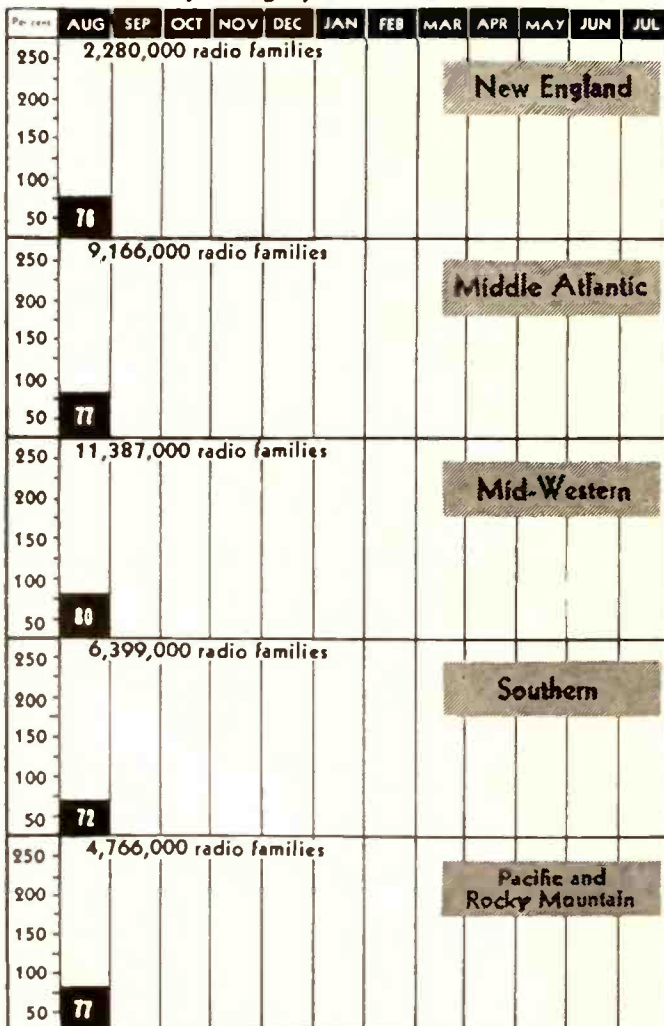 Per cent AUG SEP OCT NOV DEC JAN FEB MAR APR MAY JUN JUL
2,280,000 radio families
250
New England
200
150
100
50 76
9,166,000 radio families
250
Middle Atlantic
200
150
100
50 77
11,387,000 radio families
250
Mid-Western
200
150
100
50 80
6,399,000 radio families
250
Southern
200
150
100
50 72
4,766,000 radio families
250
Pacific and
Rocky Mountain
200
150
100
50 77